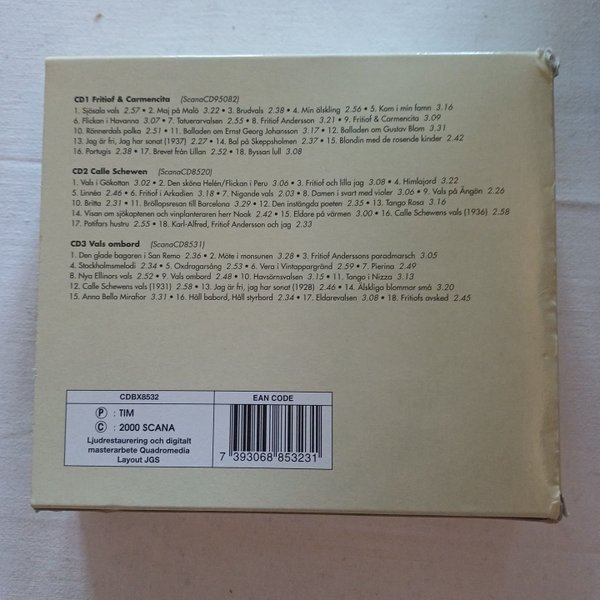 CD1 Fritiof & Carmencita (ScanaCD95082)
1. Sjösala vals 2.57 • 2. Maj på Malö 3.22 • 3. Brudvals 2.38 • 4. Min älskling 2.56 • 5. Kom i min famn 3.16
6. Flickan i Havanna 3.07 • 7. Tatuerarvalsen 2.55 • 8. Fritiof Andersson 3.21 • 9. Fritiof & Carmencita 3.09
10. Rönnerdals polka 2.51 • 11. Balladen om Ernst Georg Johansson 3.17 • 12. Balladen om Gustav Blom 3.31
13. Jag är fri, Jag har sonat (1937) 2.27 • 14. Bal på Skeppsholmen 2.37 • 15. Blondin med de rosende kinder 2.42
16. Portugis 2.38 • 17. Brevet från Lillan 2.52 • 18. Byssan lull 3.08
CD2 Calle Schewen (ScanaCD8520)
1. Vals i Gökottan 3.02 • 2. Den sköna Helén/Flickan i Peru 3.06 • 3. Fritiof och lilla jag 3.08 • 4. Himlajord 3.22
5. Linnéa 2.46 • 6. Fritiof i Arkadien 3.18 • 7. Nigande vals 2.03 • 8. Damen i svart med violer 3.06 • 9. Vals på Ängön 2.26
10. Britta 2.31 • 11. Bröllopsresan till Barcelona 3.29 • 12. Den instängda poeten 2.35 • 13. Tango Rosa 3.16
14. Visan om sjökaptenen och vinplanteraren herr Noak 2.42 • 15. Eldare på värmen 3.00 • 16. Calle Schewens vals (1936) 2.58
17. Potifars hustru 2.55 • 18. Karl-Alfred, Fritiof Andersson och jag 2.33
CD3 Vals ombord (ScanaCD8531)
1. Den glade bagaren i San Remo 2.36 • 2. Möte i monsunen 3.28 • 3. Fritiof Anderssons paradmarsch 3.05
4. Stockholmsmelodi 2.34 • 5. Oxdragarsång 2.53 • 6. Vera i Vintappargränd 2.59 • 7. Pierina 2.49
8. Nya Ellinors vals 2.52 • 9. Vals ombord 2.48 • 10. Havsörnsvalsen 3.15 • 11. Tango i Nizza 3.13
12. Calle Schewens vals (1931) 2.58 • 13. Jag är fri, jag har sonat (1928) 2.46 • 14. Älskliga blommor små 3.20
15. Anna Bella Mirafior 3.31 • 16. Håll babord, Håll styrbord 2.34 • 17. Eldarevalsen 3.08 • 18. Fritiofs avsked 2.45
CDBX8532
EAN CODE
Ⓟ : TIM
Ⓒ : 2000 SCANA
Ljudrestaurering och digitalt
masterarbete Quadromedia
Layout JGS
7 393068 853231